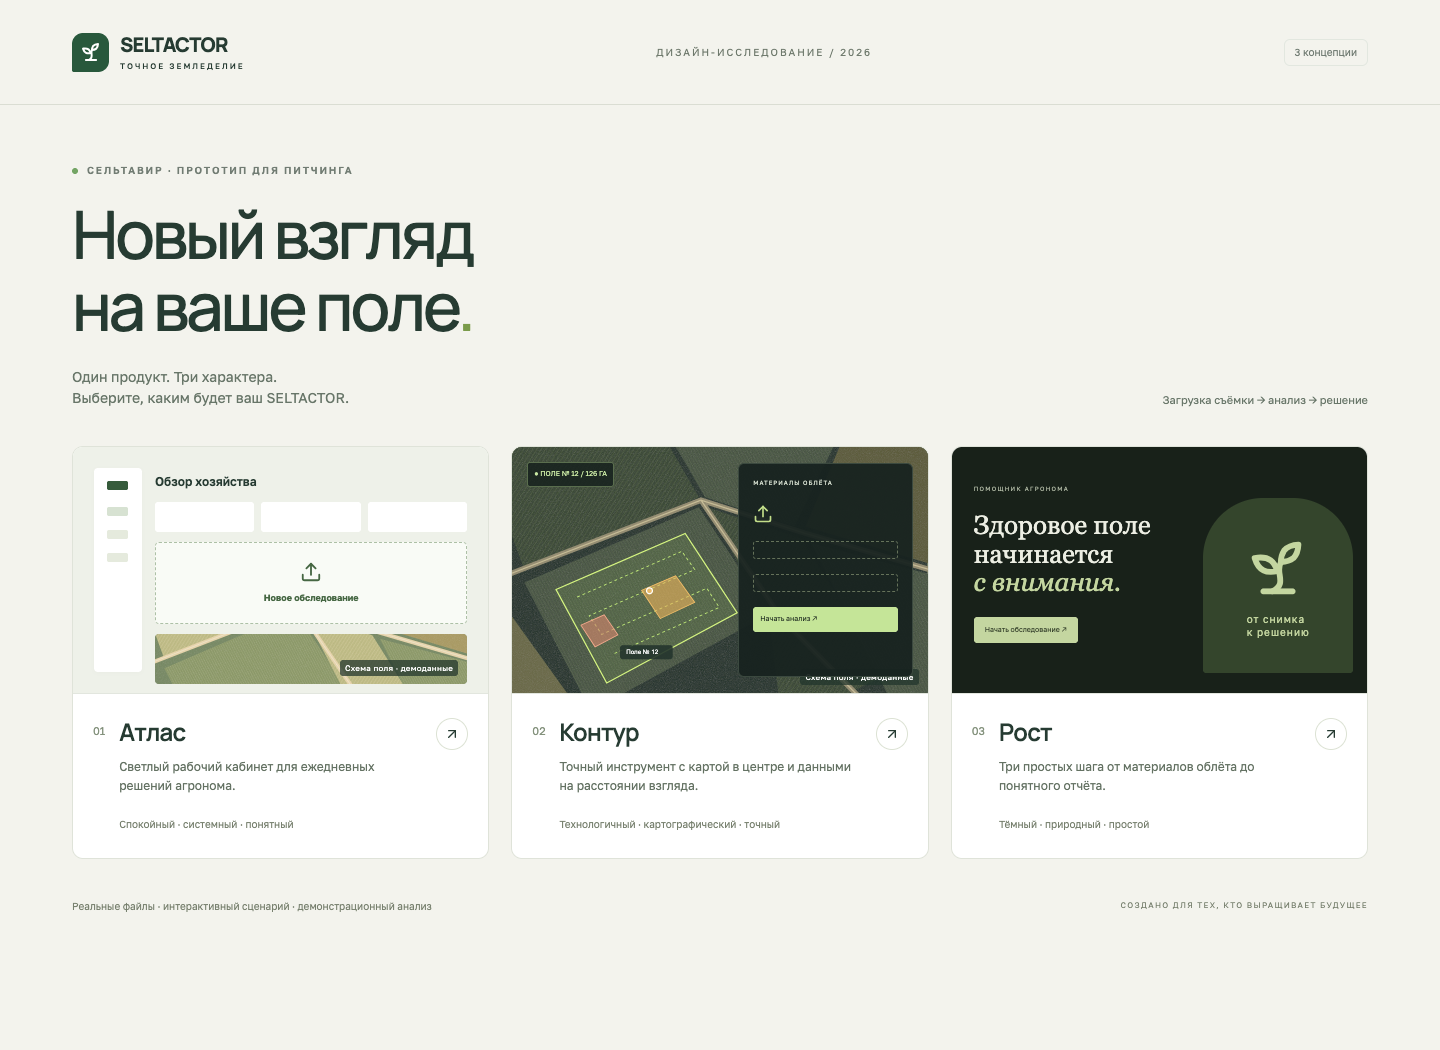 SELTACTOR
ТОЧНОЕ ЗЕМЛЕДЕЛИЕ
ДИЗАЙН-ИССЛЕДОВАНИЕ / 2026
3 концепции
СЕЛЬТАВИР · ПРОТОТИП ДЛЯ ПИТЧИНГА
Новый взгляд
на ваше поле.
Один продукт. Три характера.
Выберите, каким будет ваш SELTACTOR.
Загрузка съёмки → анализ → решение
Обзор хозяйства
Новое обследование
Схема поля · демоданные
● ПОЛЕ № 12 / 126 ГА
МАТЕРИАЛЫ ОБЛЁТА
Начать анализ ↗
Поле № 12
Схема поля · демоданные
ПОМОЩНИК АГРОНОМА
Здоровое поле
начинается
с внимания.
Начать обследование ↗
от снимка
к решению
01 Атлас
Светлый рабочий кабинет для ежедневных
решений агронома.
Спокойный · системный · понятный
02 Контур
Точный инструмент с картой в центре и данными
на расстоянии взгляда.
Технологичный · картографический · точный
03 Рост
Три простых шага от материалов облёта до
понятного отчёта.
Тёмный · природный · простой
Реальные файлы · интерактивный сценарий · демонстрационный анализ
СОЗДАНО ДЛЯ ТЕХ, КТО ВЫРАЩИВАЕТ БУДУЩЕЕ